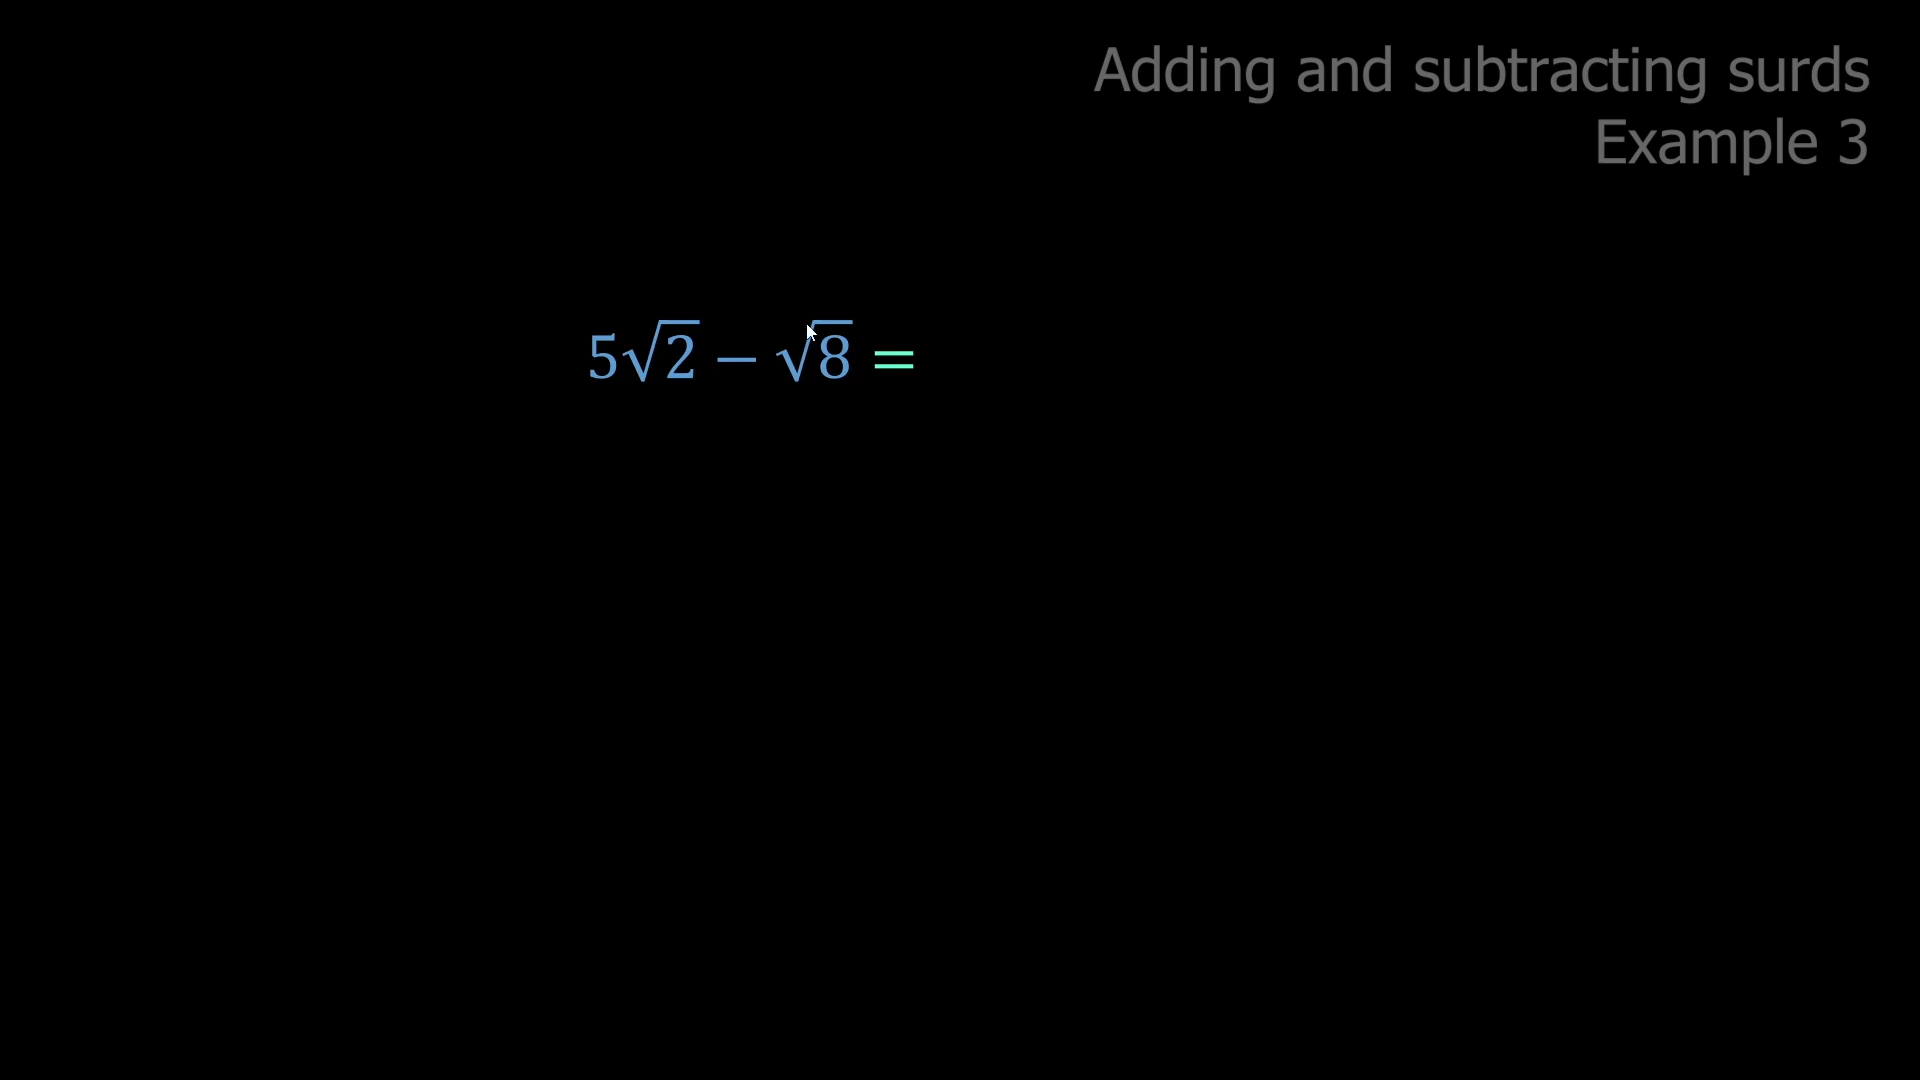 Adding and subtracting surds
Example 3
5√2 − √8 =